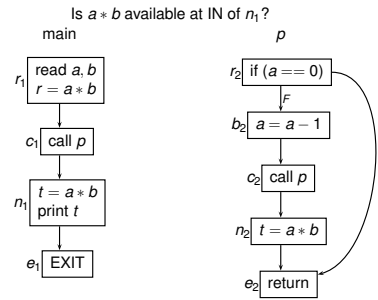 Is a ∗ b available at IN of n1?
main
r1
read a, b
r = a ∗ b
c1 call p
n1
t = a ∗ b
print t
e1 EXIT
p
r2 if (a == 0)
F
b2 a = a − 1
c2 call p
n2 t = a ∗ b
e2 return